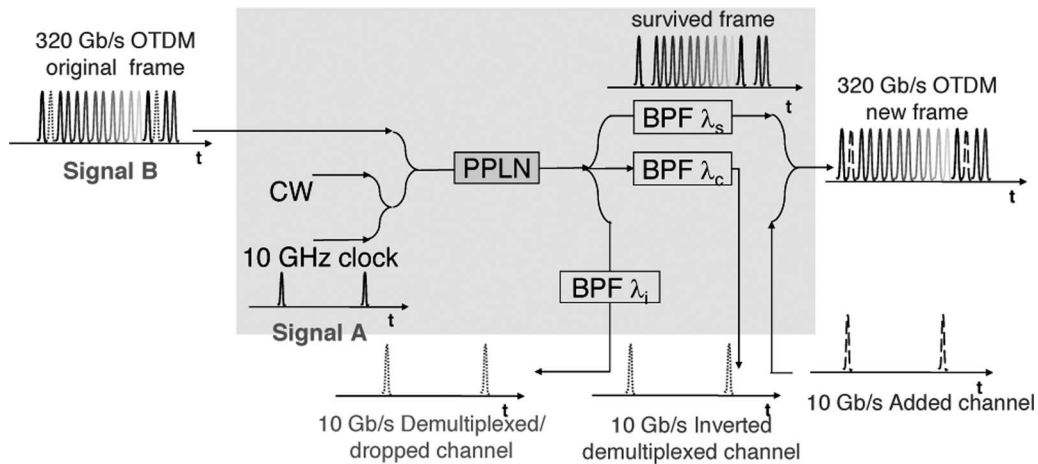 survived frame
320 Gb/s OTDM
original frame
t
Signal B
t
BPF λs
320 Gb/s OTDM
new frame
PPLN
BPF λc
CW
t
10 GHz clock
BPF λi
t
Signal A
t
t
t
10 Gb/s Demultiplexed/
dropped channel
10 Gb/s Inverted
demultiplexed channel
10 Gb/s Added channel